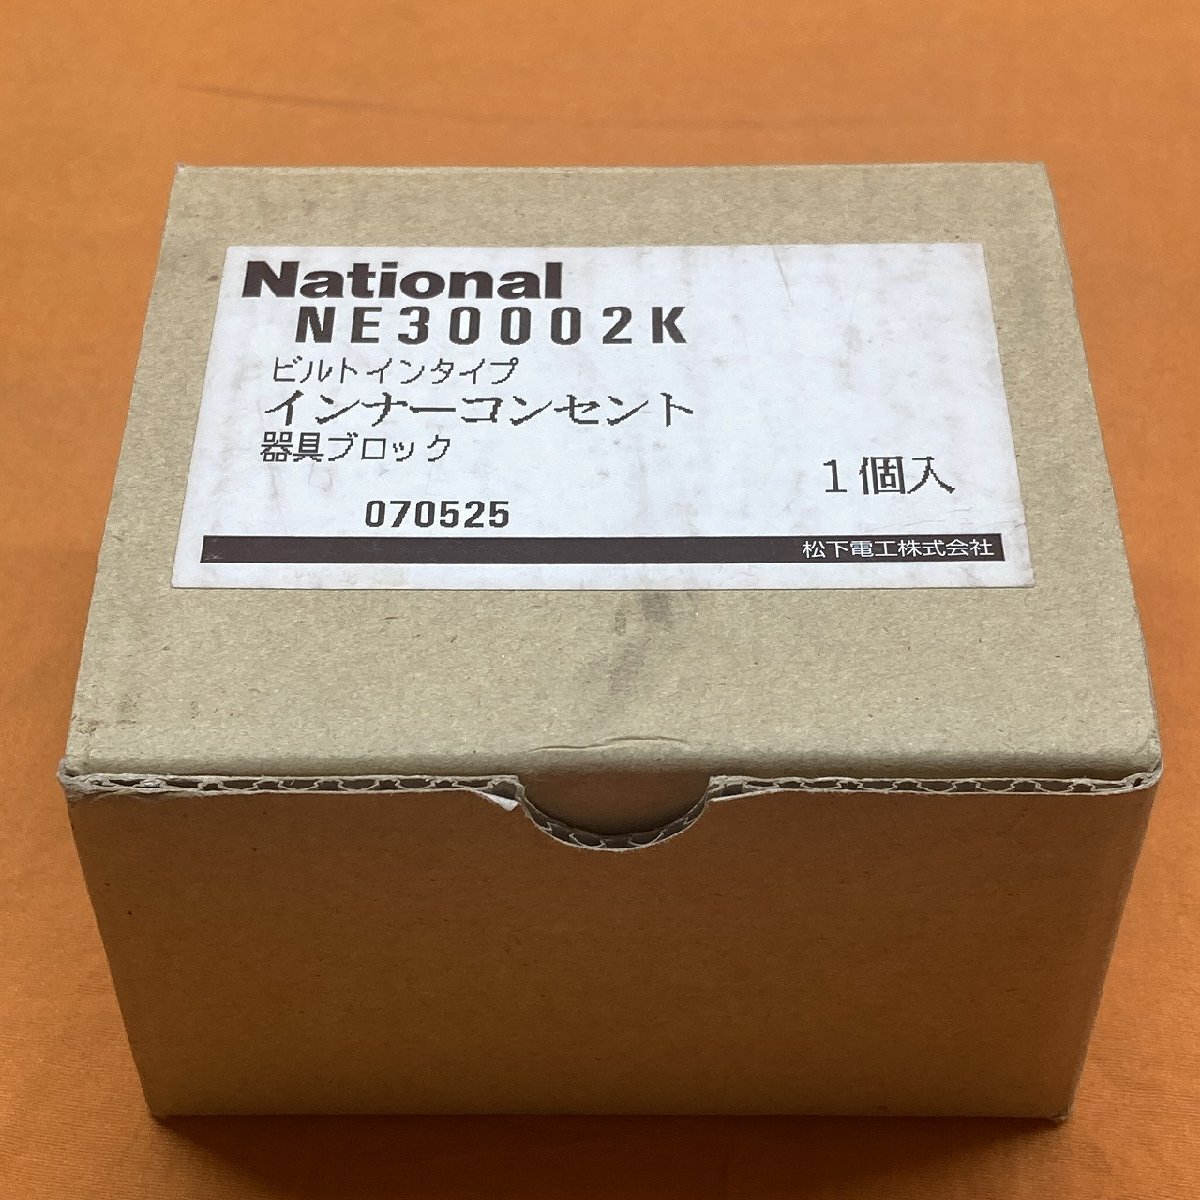 National
NE30002K
ビルトインタイプ
インナーコンセント
器具ブロック
1個入
070525
松下電工株式会社